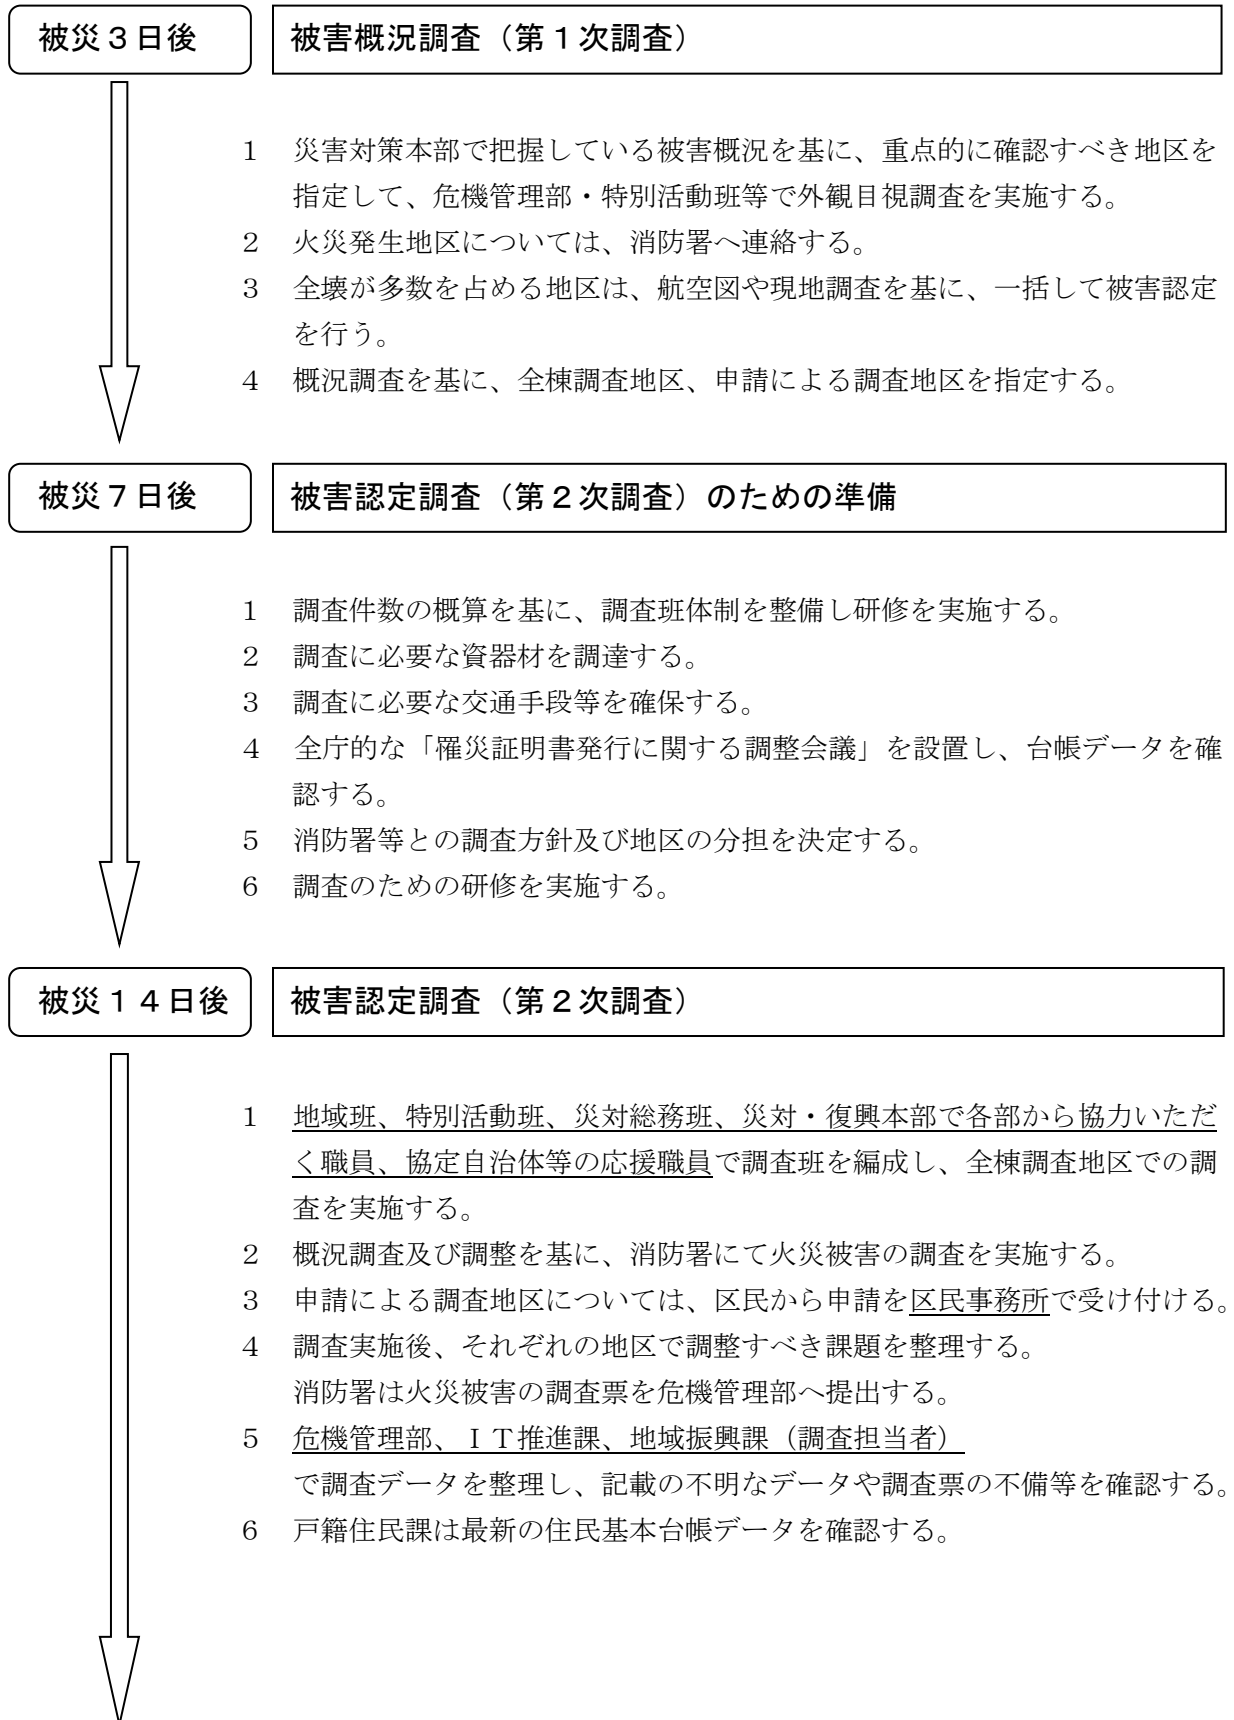 被災３日後
被害概況調査（第１次調査）
１　災害対策本部で把握している被害概況を基に、重点的に確認すべき地区を
指定して、危機管理部・特別活動班等で外観目視調査を実施する。
２　火災発生地区については、消防署へ連絡する。
３　全壊が多数を占める地区は、航空図や現地調査を基に、一括して被害認定
を行う。
４　概況調査を基に、全棟調査地区、申請による調査地区を指定する。
被災７日後
被害認定調査（第２次調査）のための準備
１　調査件数の概算を基に、調査班体制を整備し研修を実施する。
２　調査に必要な資器材を調達する。
３　調査に必要な交通手段等を確保する。
４　全庁的な「罹災証明書発行に関する調整会議」を設置し、台帳データを確
認する。
５　消防署等との調査方針及び地区の分担を決定する。
６　調査のための研修を実施する。
被災１４日後
被害認定調査（第２次調査）
１　地域班、特別活動班、災対総務班、災対・復興本部で各部から協力いただ
く職員、協定自治体等の応援職員で調査班を編成し、全棟調査地区での調
査を実施する。
２　概況調査及び調整を基に、消防署にて火災被害の調査を実施する。
３　申請による調査地区については、区民から申請を区民事務所で受け付ける。
４　調査実施後、それぞれの地区で調整すべき課題を整理する。
消防署は火災被害の調査票を危機管理部へ提出する。
５　危機管理部、ＩＴ推進課、地域振興課（調査担当者）
で調査データを整理し、記載の不明なデータや調査票の不備等を確認する。
６　戸籍住民課は最新の住民基本台帳データを確認する。